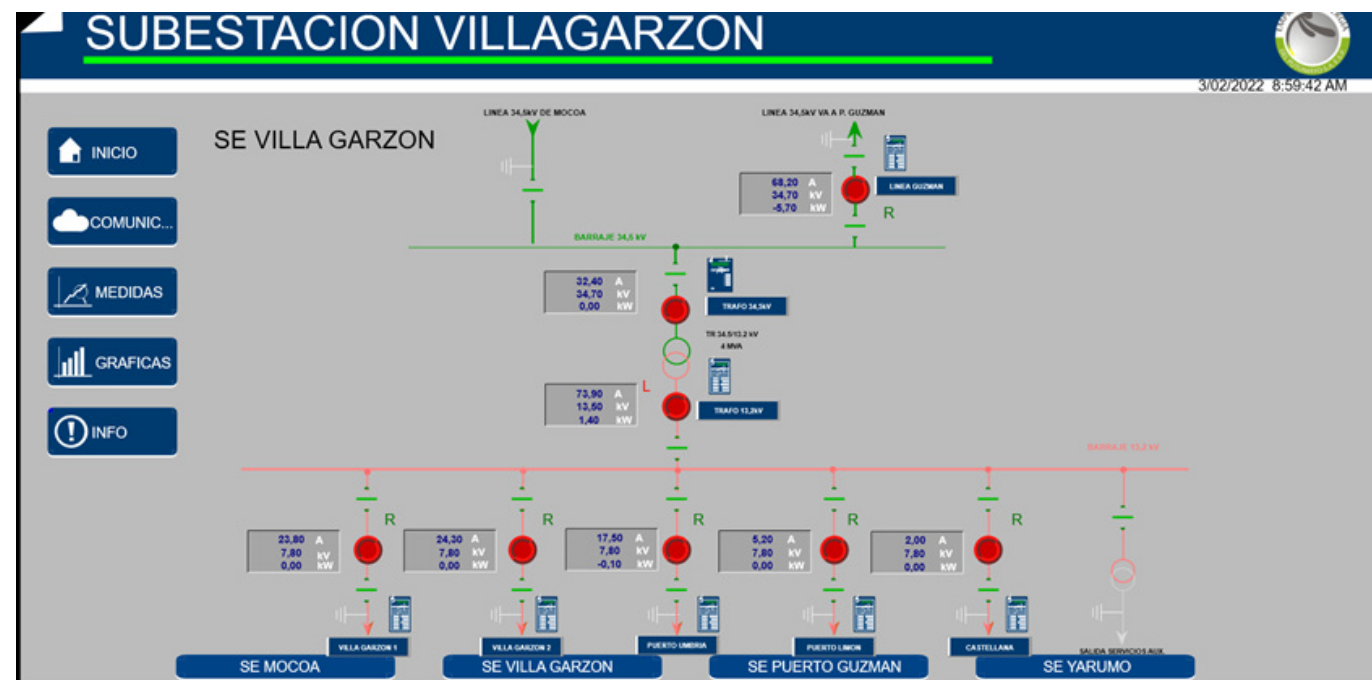 SUBESTACION VILLAGARZON
3/02/2022 8:59:42 AM
LINEA 34,5kV DE MOCOA
LINEA 34,5kV VA A P. GUZMAN
INICIO
SE VILLA GARZON
68,20 A
34,70 kV
-5,70 kW
LINEA GUZMAN
R
COMUNIC...
BARRAJE 34,5 kV
MEDIDAS
32,40 A
34,70 kV
0,00 kW
TRAFO 34,5kV
TR 34.5/13.2 kV
4 MVA
GRAFICAS
L
73,90 A
13,50 kV
1,40 kW
TRAFO 13,2kV
INFO
BARRAJE 13,2 kV
R
R
R
R
R
23,80 A
7,80 kV
0,00 kW
24,30 A
7,80 kV
0,00 kW
17,50 A
7,80 kV
-0,10 kW
5,20 A
7,80 kV
0,00 kW
2,00 A
7,80 kV
0,00 kW
VILLA GARZON 1
VILLA GARZON 2
PUERTO UMBRIA
PUERTO LIMON
CASTELLANA
SALIDA SERVICIOS AUX.
SE MOCOA
SE VILLA GARZON
SE PUERTO GUZMAN
SE YARUMO